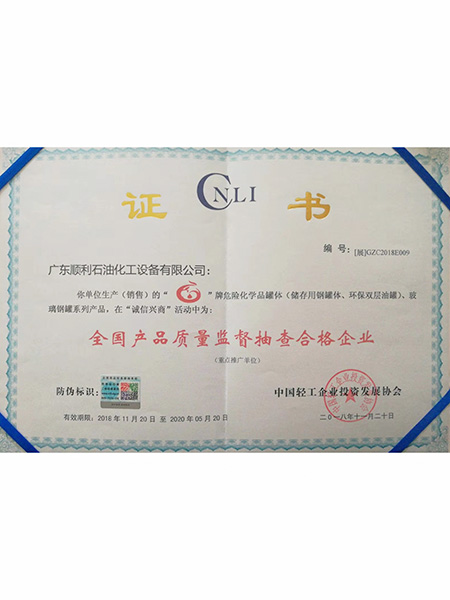 证 CNLI 书
编 号：[展]GZC2018E009
广东顺利石油化工设备有限公司：
你单位生产（销售）的“ ”牌危险化学品罐体（储存用钢罐体、环保双层油罐）、玻
璃钢罐系列产品，在“诚信兴商”活动中为：
全国产品质量监督抽查合格企业
（重点推广单位）
防伪标识：
中国轻工企业投资发展协会
有效期限：2018年11月20日 至 2020年05月20日
二〇一八年十一月二十日